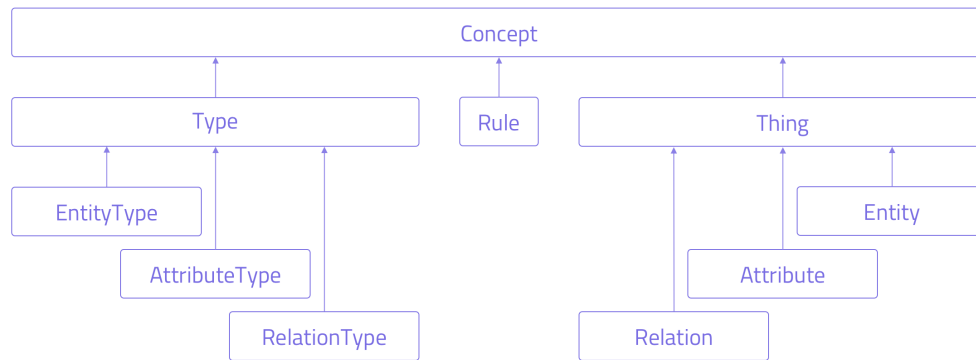 Concept
Type
Rule
Thing
EntityType
Entity
AttributeType
Attribute
RelationType
Relation